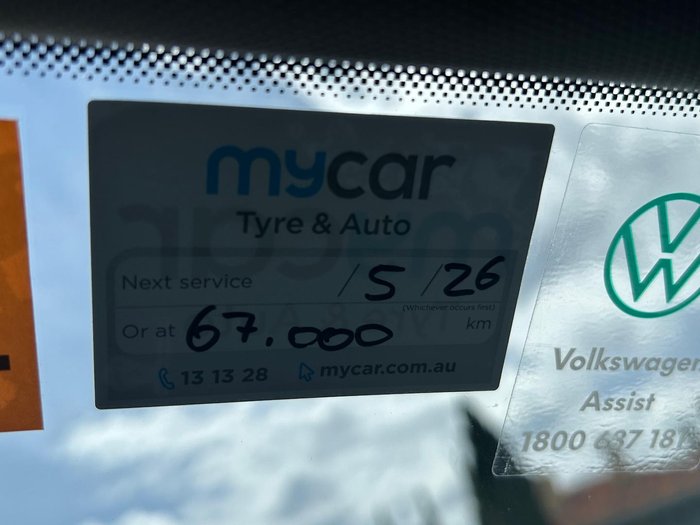 mycar
Tyre & Auto
Next service /5/26
(Whichever occurs first)
Or at 67.000 km
13 13 28 mycar.com.au
Volkswagen
Assist
1800 637 181